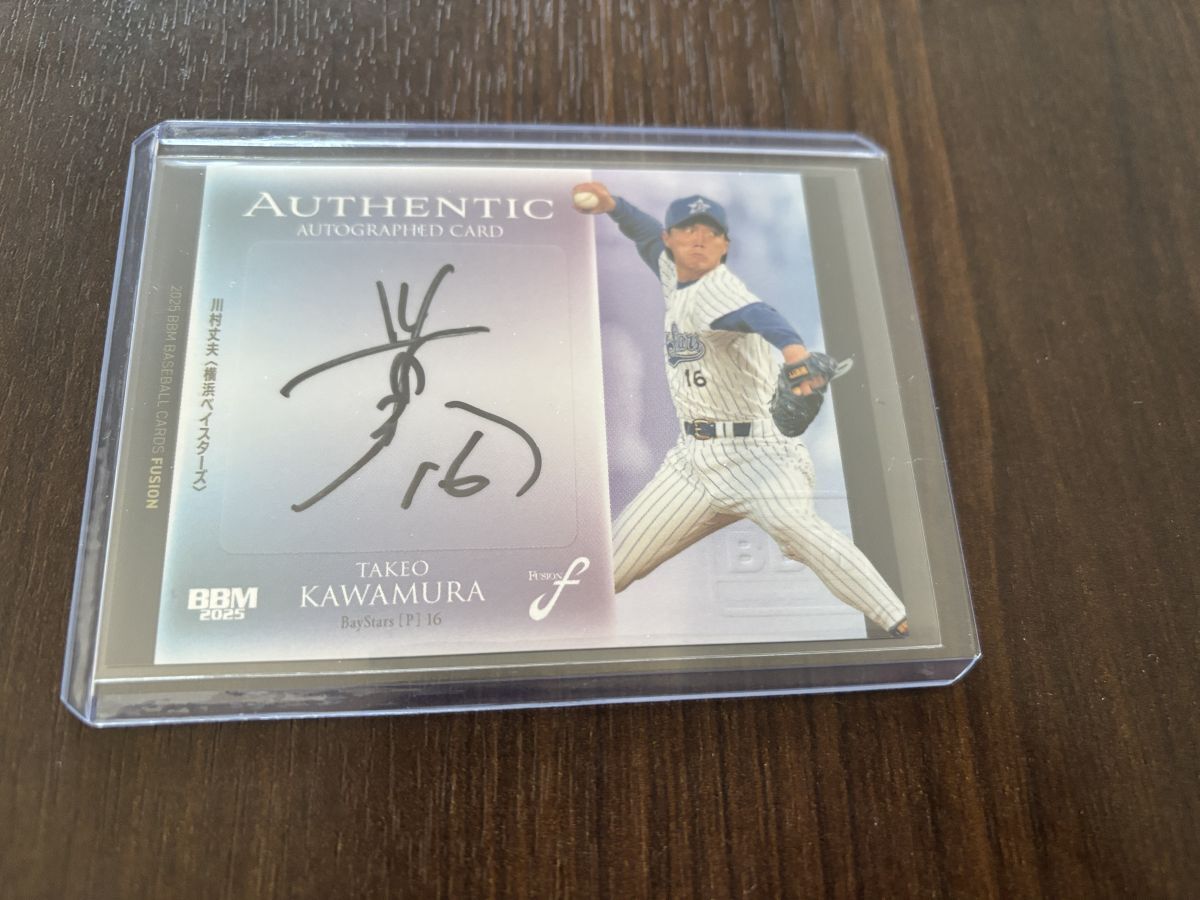 AUTHENTIC
AUTOGRAPHED CARD
2025 BBM BASEBALL CARDS FUSION
川村丈夫〈横浜ベイスターズ〉
16
16
TAKEO
KAWAMURA
BayStars [P] 16
BBM
2025
FUSION f